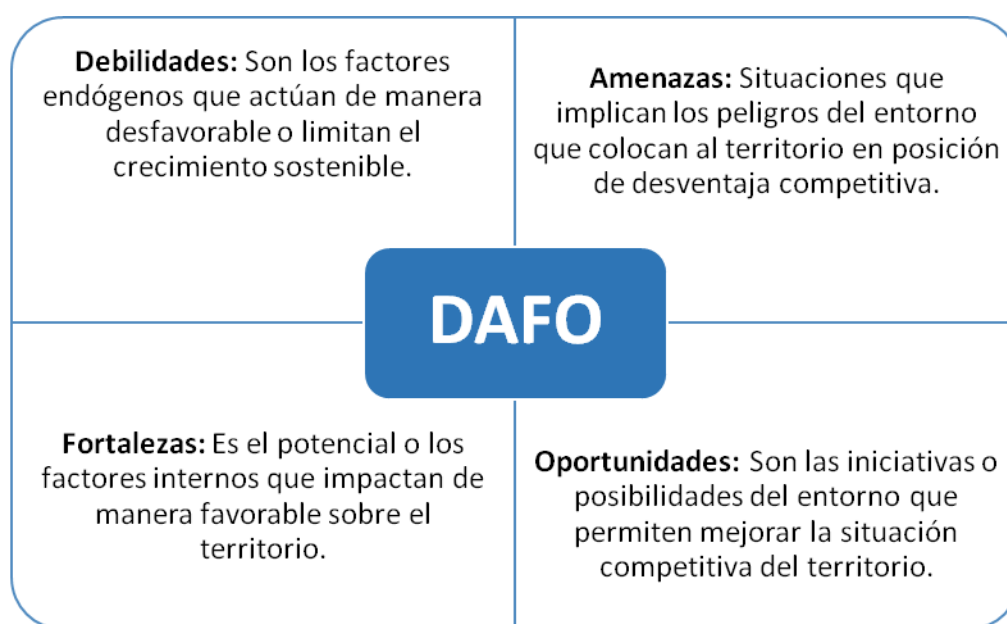 Debilidades: Son los factores
endógenos que actúan de manera
desfavorable o limitan el
crecimiento sostenible.
Amenazas: Situaciones que
implican los peligros del entorno
que colocan al territorio en posición
de desventaja competitiva.
DAFO
Fortalezas: Es el potencial o los
factores internos que impactan de
manera favorable sobre el
territorio.
Oportunidades: Son las iniciativas o
posibilidades del entorno que
permiten mejorar la situación
competitiva del territorio.